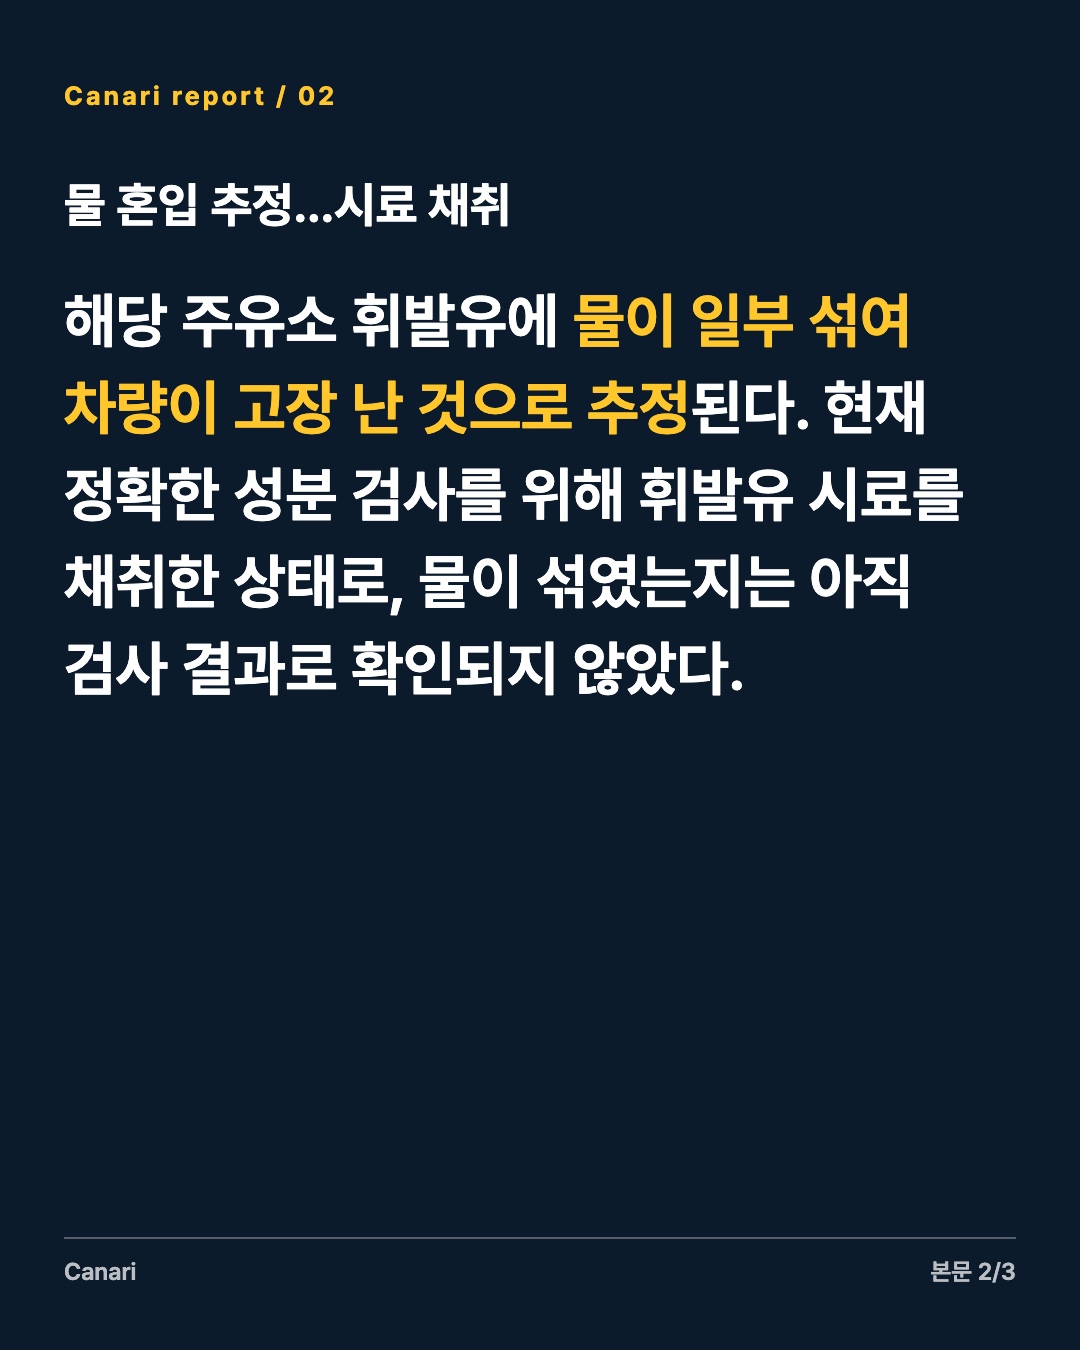 Canari report / 02
물 혼입 추정...시료 채취
해당 주유소 휘발유에 물이 일부 섞여
차량이 고장 난 것으로 추정된다. 현재
정확한 성분 검사를 위해 휘발유 시료를
채취한 상태로, 물이 섞였는지는 아직
검사 결과로 확인되지 않았다.
Canari
본문 2/3